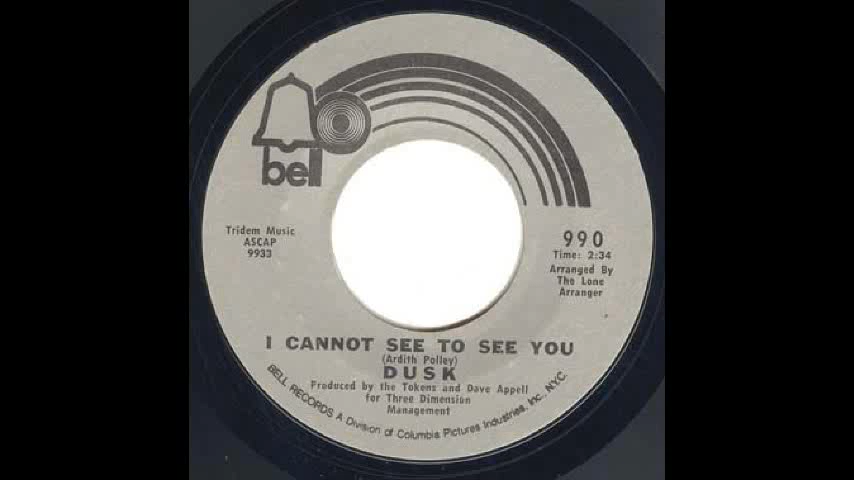 bell
Tridem Music
ASCAP
9933
990
Time: 2:34
Arranged By
The Lone
Arranger
I CANNOT SEE TO SEE YOU
(Ardith Polley)
DUSK
Produced by the Tokens and Dave Appell
for Three Dimension
Management
BELL RECORDS A Division of Columbia Pictures Industries, Inc. N.Y.C.